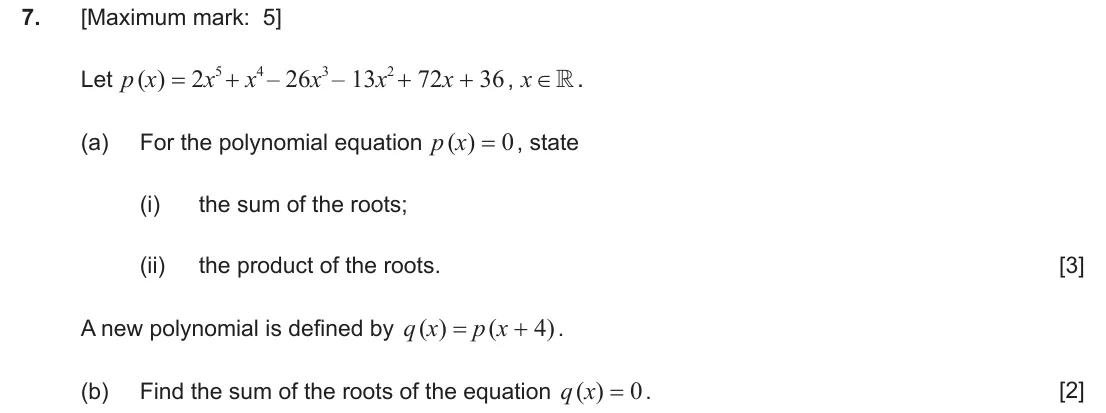 7. [Maximum mark: 5]
Let p(x) = 2x⁵ + x⁴ – 26x³ – 13x² + 72x + 36, x ∈ ℝ.
(a) For the polynomial equation p(x) = 0, state
(i) the sum of the roots;
(ii) the product of the roots. [3]
A new polynomial is defined by q(x) = p(x + 4).
(b) Find the sum of the roots of the equation q(x) = 0. [2]